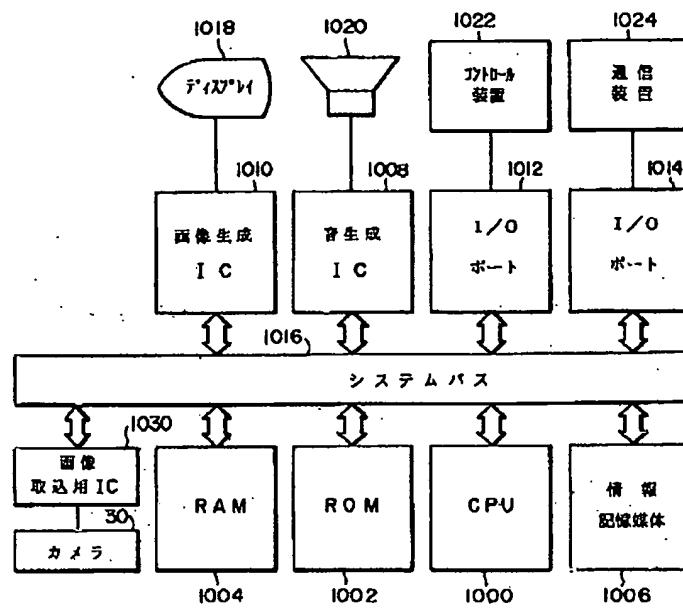 1018
1020
1022
1024
ディスプレイ
コントロール
装置
通信
装置
1010
1008
1012
1014
画像生成
IC
音生成
IC
I/O
ポート
I/O
ポート
1016
システムバス
1030
画像
取込用IC
30
カメラ
RAM
ROM
CPU
情報
記憶媒体
1004
1002
1000
1006